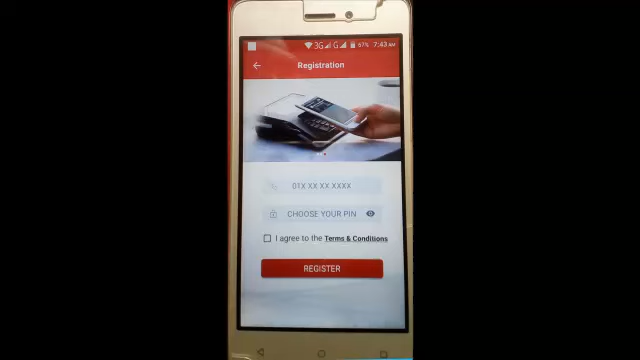 3G G 67% 7:43 AM
Registration
01X XX XX XXXX
CHOOSE YOUR PIN
I agree to the Terms & Conditions
REGISTER